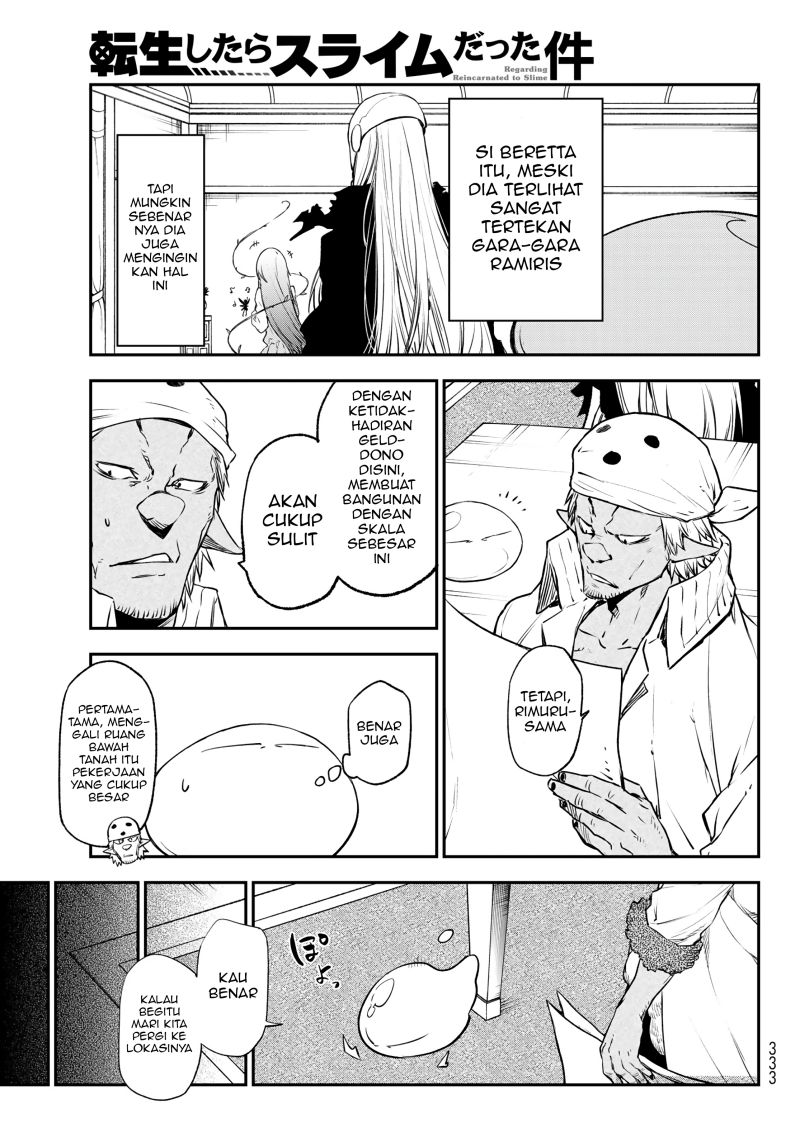 転生したらスライムだった件
Regarding
Reincarnated to Slime
SI BERETTA
ITU, MESKI
DIA TERLIHAT
SANGAT
TERTEKAN
GARA-GARA
RAMIRIS
TAPI
MUNGKIN
SEBENAR
NYA DIA
JUGA
MENGINGIN
KAN HAL
INI
TETAPI,
RIMURU-
SAMA
DENGAN
KETIDAK-
HADIRAN
GELD-
DONO
DISINI,
MEMBUAT
BANGUNAN
DENGAN
SKALA
SEBESAR
INI
AKAN
CUKUP
SULIT
BENAR
JUGA
PERTAMA-
TAMA, MENG-
GALI RUANG
BAWAH
TANAH ITU
PEKERJAAN
YANG CUKUP
BESAR
ぽよっ
KAU
BENAR
KALAU
BEGITU
MARI KITA
PERGI KE
LOKASINYA
333